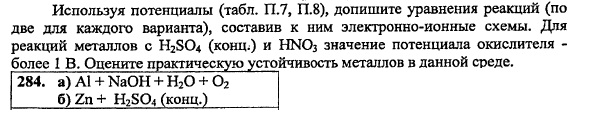 Используя потенциалы (табл. П.7, П.8), допишите уравнения реакций (по
две для каждого варианта), составив к ним электронно-ионные схемы. Для
реакций металлов с H₂SO₄ (конц.) и HNO₃ значение потенциала окислителя -
более 1 В. Оцените практическую устойчивость металлов в данной среде.
284. а) Al + NaOH + H₂O + O₂
б) Zn + H₂SO₄ (конц.)